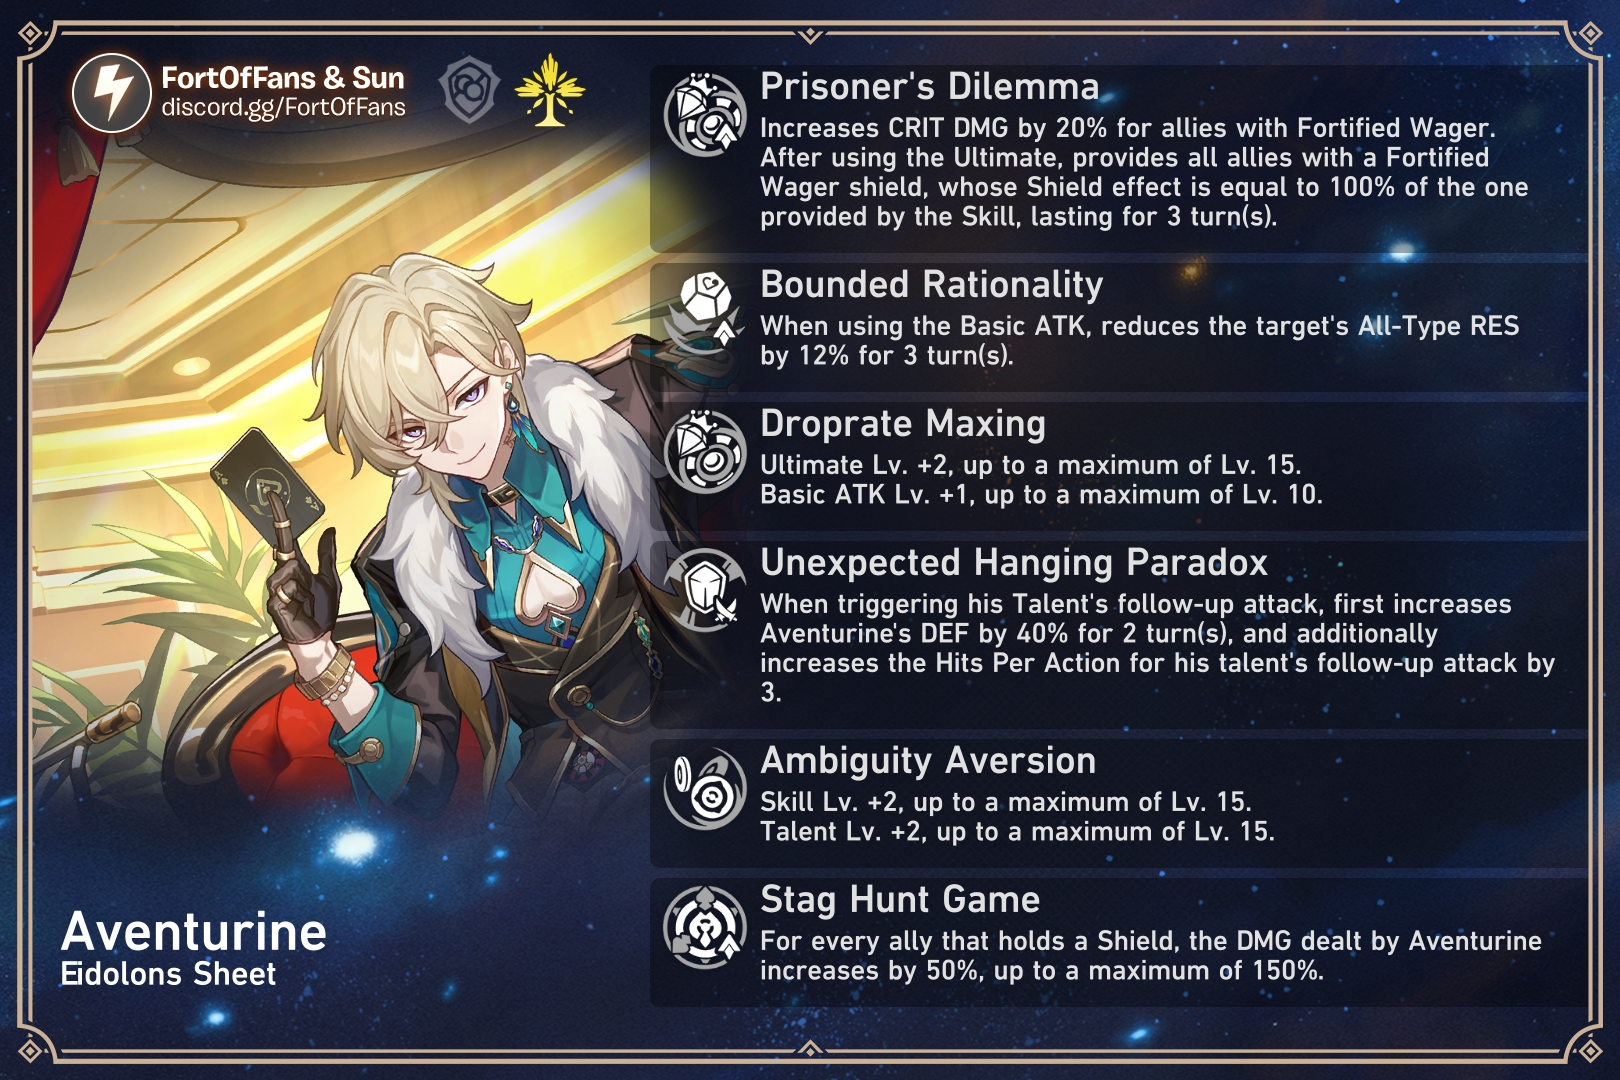 FortOfFans & Sun
discord.gg/FortOfFans
Prisoner's Dilemma
Increases CRIT DMG by 20% for allies with Fortified Wager.
After using the Ultimate, provides all allies with a Fortified
Wager shield, whose Shield effect is equal to 100% of the one
provided by the Skill, lasting for 3 turn(s).
Bounded Rationality
When using the Basic ATK, reduces the target's All-Type RES
by 12% for 3 turn(s).
Droprate Maxing
Ultimate Lv. +2, up to a maximum of Lv. 15.
Basic ATK Lv. +1, up to a maximum of Lv. 10.
Unexpected Hanging Paradox
When triggering his Talent's follow-up attack, first increases
Aventurine's DEF by 40% for 2 turn(s), and additionally
increases the Hits Per Action for his talent's follow-up attack by
3.
Ambiguity Aversion
Skill Lv. +2, up to a maximum of Lv. 15.
Talent Lv. +2, up to a maximum of Lv. 15.
Stag Hunt Game
For every ally that holds a Shield, the DMG dealt by Aventurine
increases by 50%, up to a maximum of 150%.
Aventurine
Eidolons Sheet